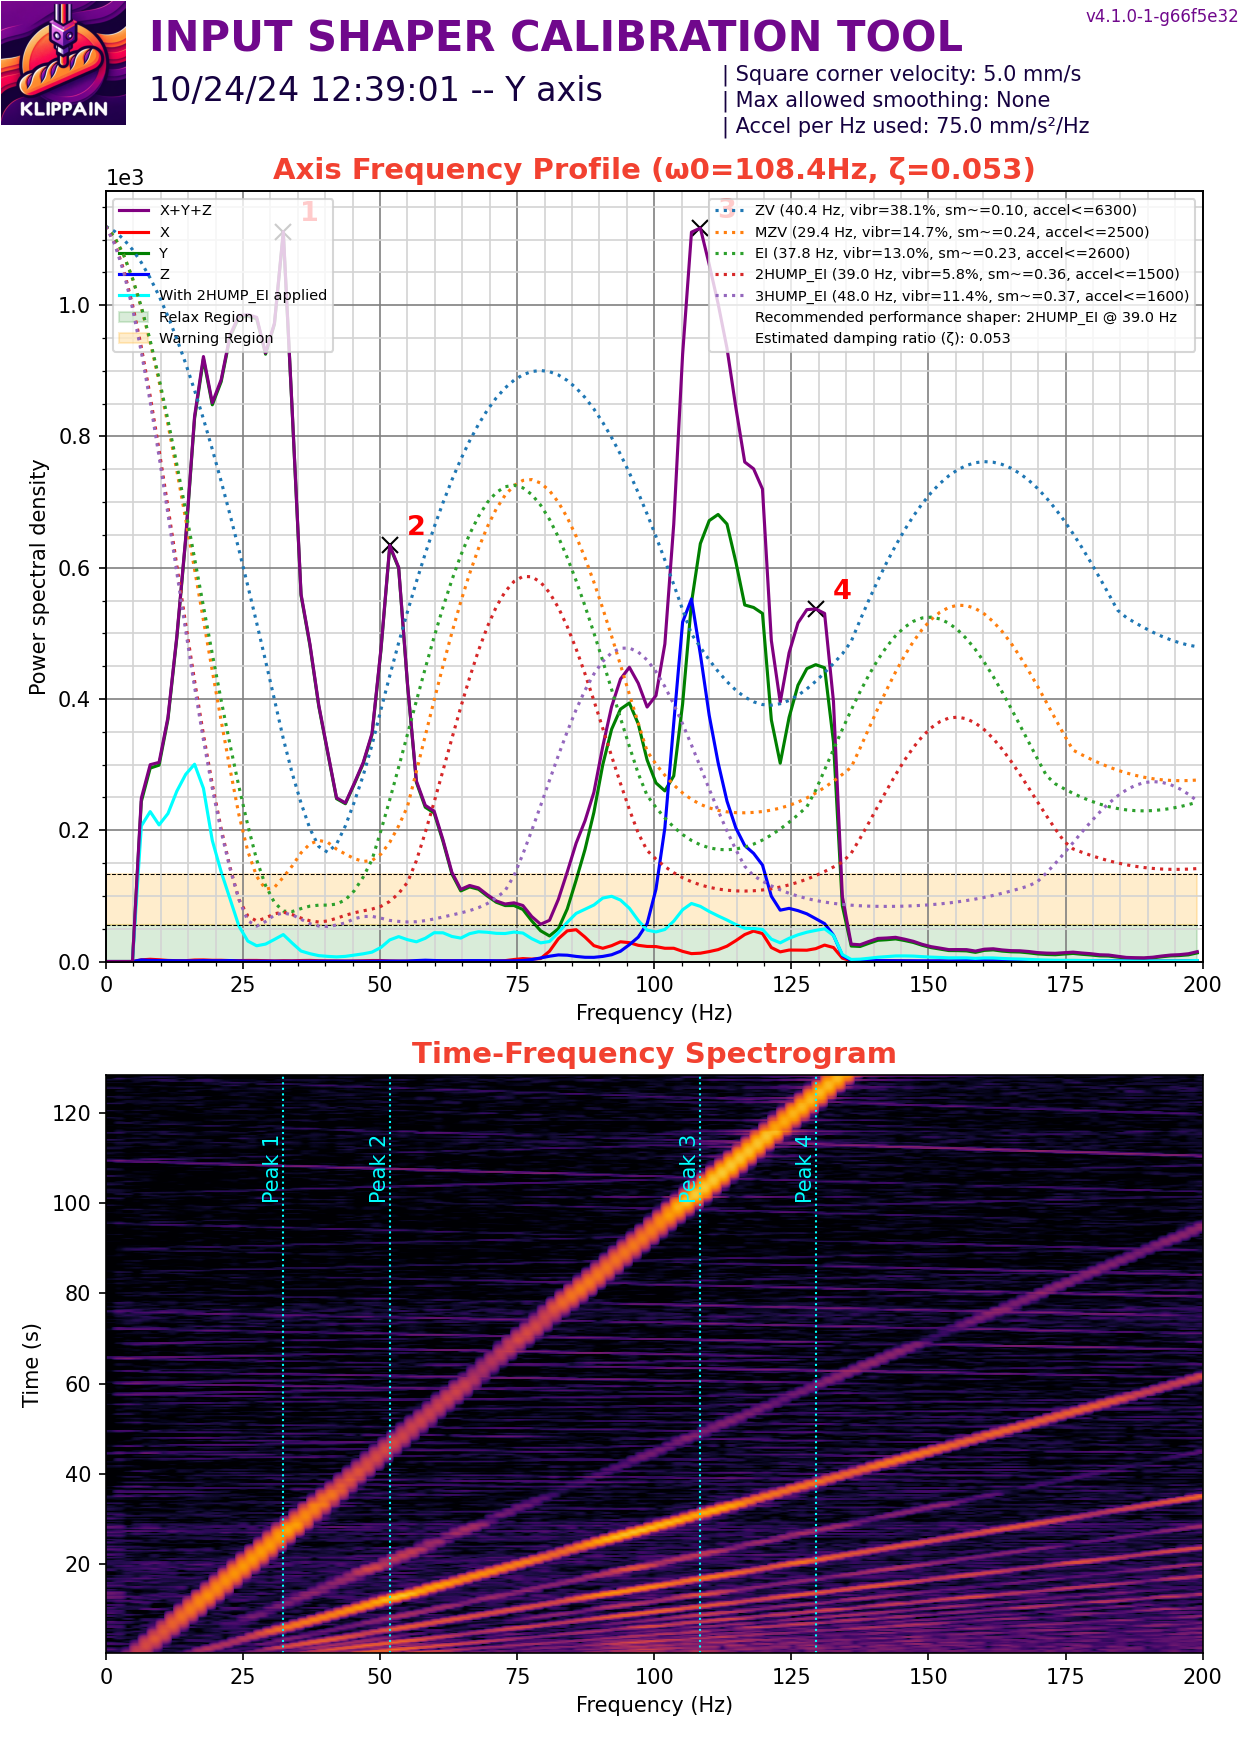 v4.1.0-1-g66f5e32
INPUT SHAPER CALIBRATION TOOL
10/24/24 12:39:01 -- Y axis
| Square corner velocity: 5.0 mm/s
| Max allowed smoothing: None
| Accel per Hz used: 75.0 mm/s²/Hz
KLIPPAIN
Axis Frequency Profile (ω0=108.4Hz, ζ=0.053)
1e3
X+Y+Z
X
Y
Z
With 2HUMP_EI applied
Relax Region
Warning Region
ZV (40.4 Hz, vibr=38.1%, sm~=0.10, accel<=6300)
MZV (29.4 Hz, vibr=14.7%, sm~=0.24, accel<=2500)
EI (37.8 Hz, vibr=13.0%, sm~=0.23, accel<=2600)
2HUMP_EI (39.0 Hz, vibr=5.8%, sm~=0.36, accel<=1500)
3HUMP_EI (48.0 Hz, vibr=11.4%, sm~=0.37, accel<=1600)
Recommended performance shaper: 2HUMP_EI @ 39.0 Hz
Estimated damping ratio (ζ): 0.053
1
2
3
4
Power spectral density
1.0
0.8
0.6
0.4
0.2
0.0
0 25 50 75 100 125 150 175 200
Frequency (Hz)
Time-Frequency Spectrogram
Peak 1
Peak 2
Peak 3
Peak 4
Time (s)
120
100
80
60
40
20
0 25 50 75 100 125 150 175 200
Frequency (Hz)